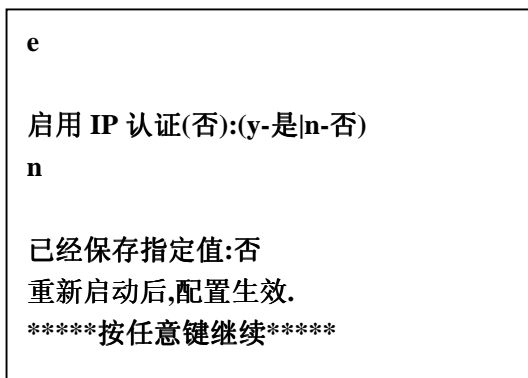 e
启用 IP 认证(否):(y-是|n-否)
n
已经保存指定值:否
重新启动后,配置生效.
*****按任意键继续*****